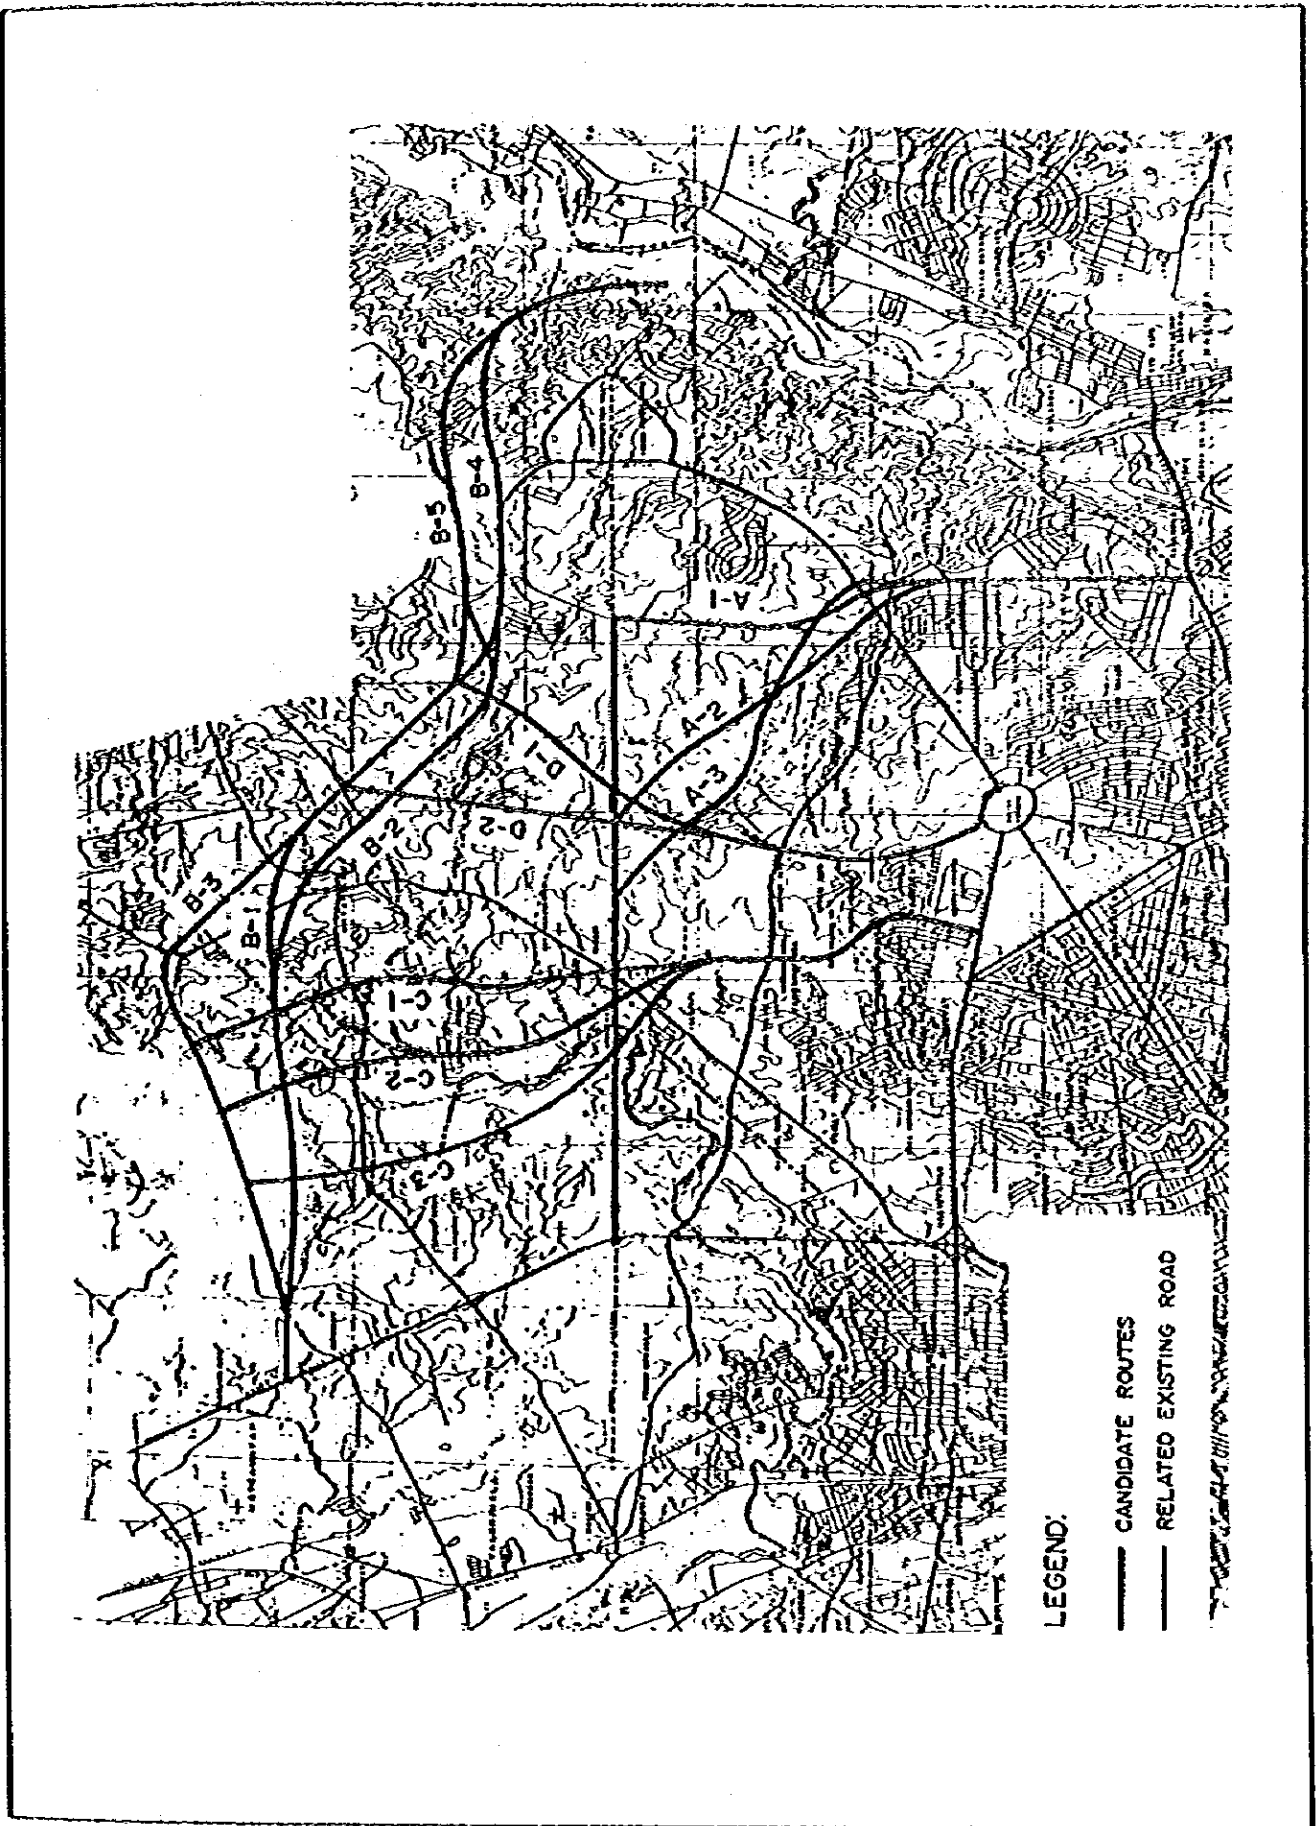 B-5
B-4
B-3
B-1
B-2
D-1
D-2
A-1
A-2
A-3
C-1
C-2
C-3
LEGEND:
CANDIDATE ROUTES
RELATED EXISTING ROAD